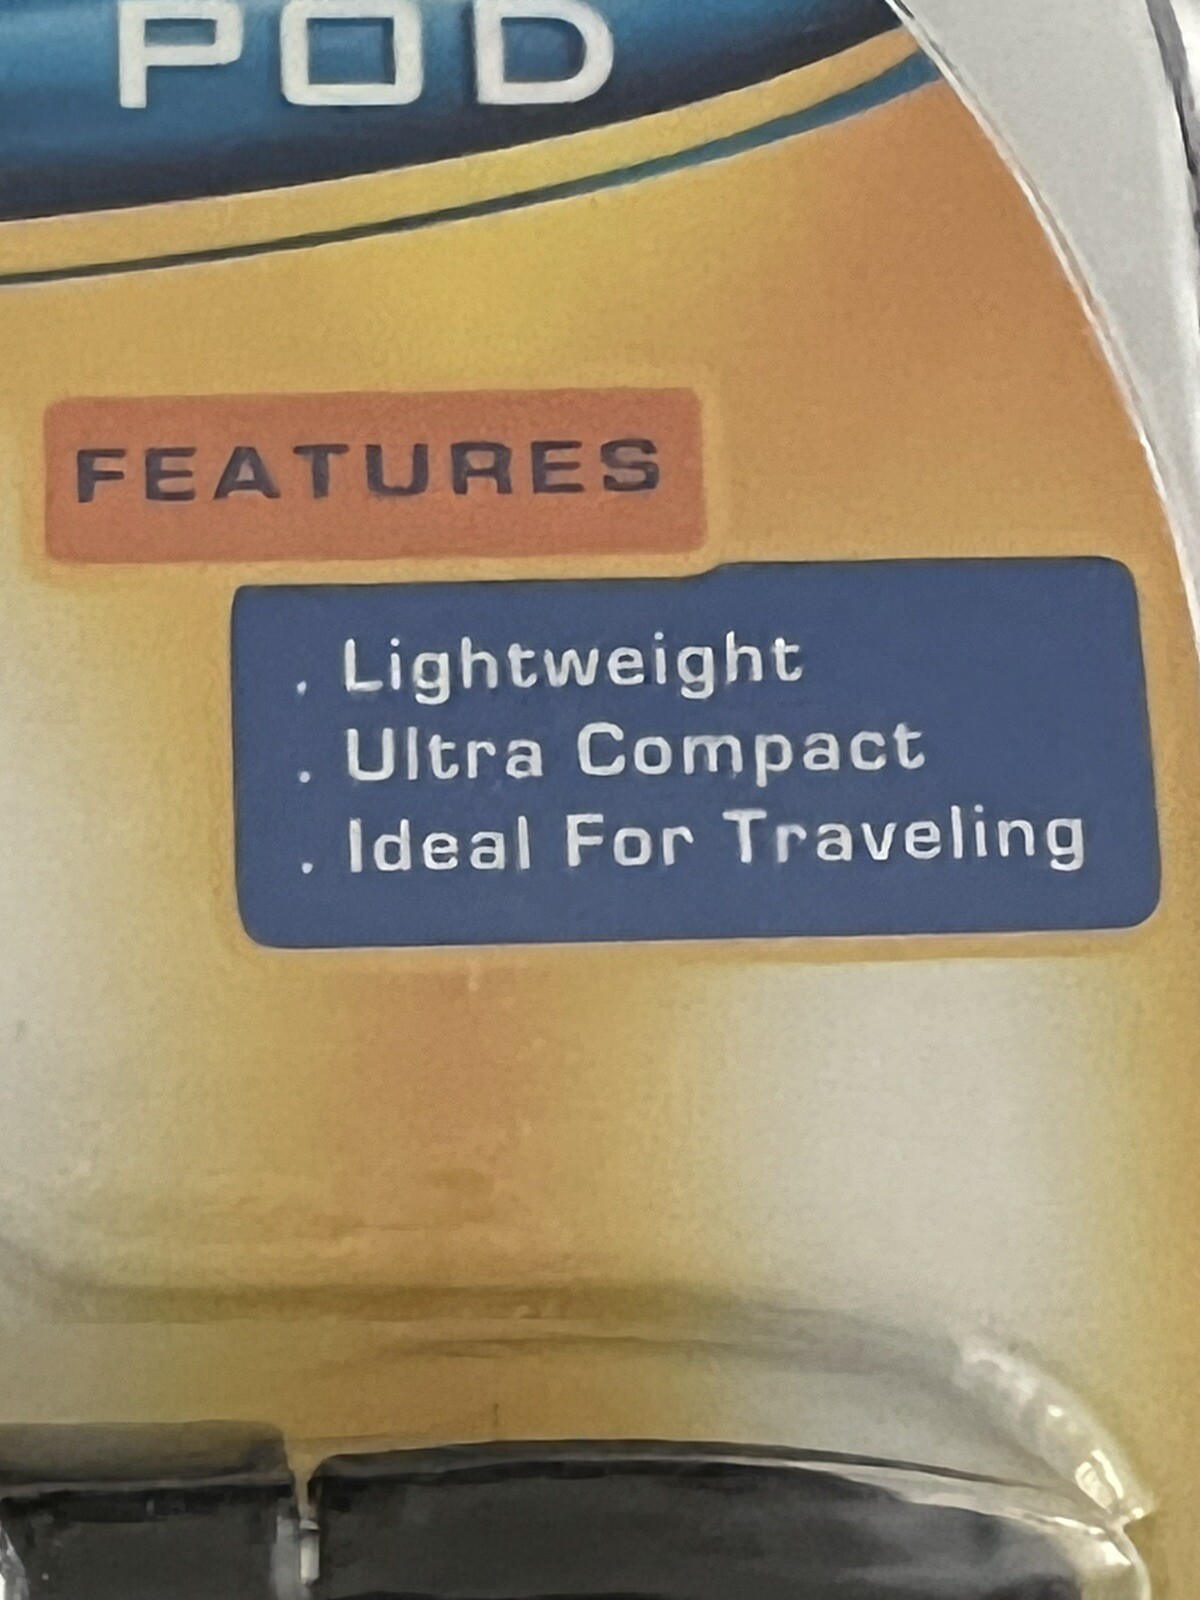 POD
FEATURES
. Lightweight
. Ultra Compact
. Ideal For Traveling